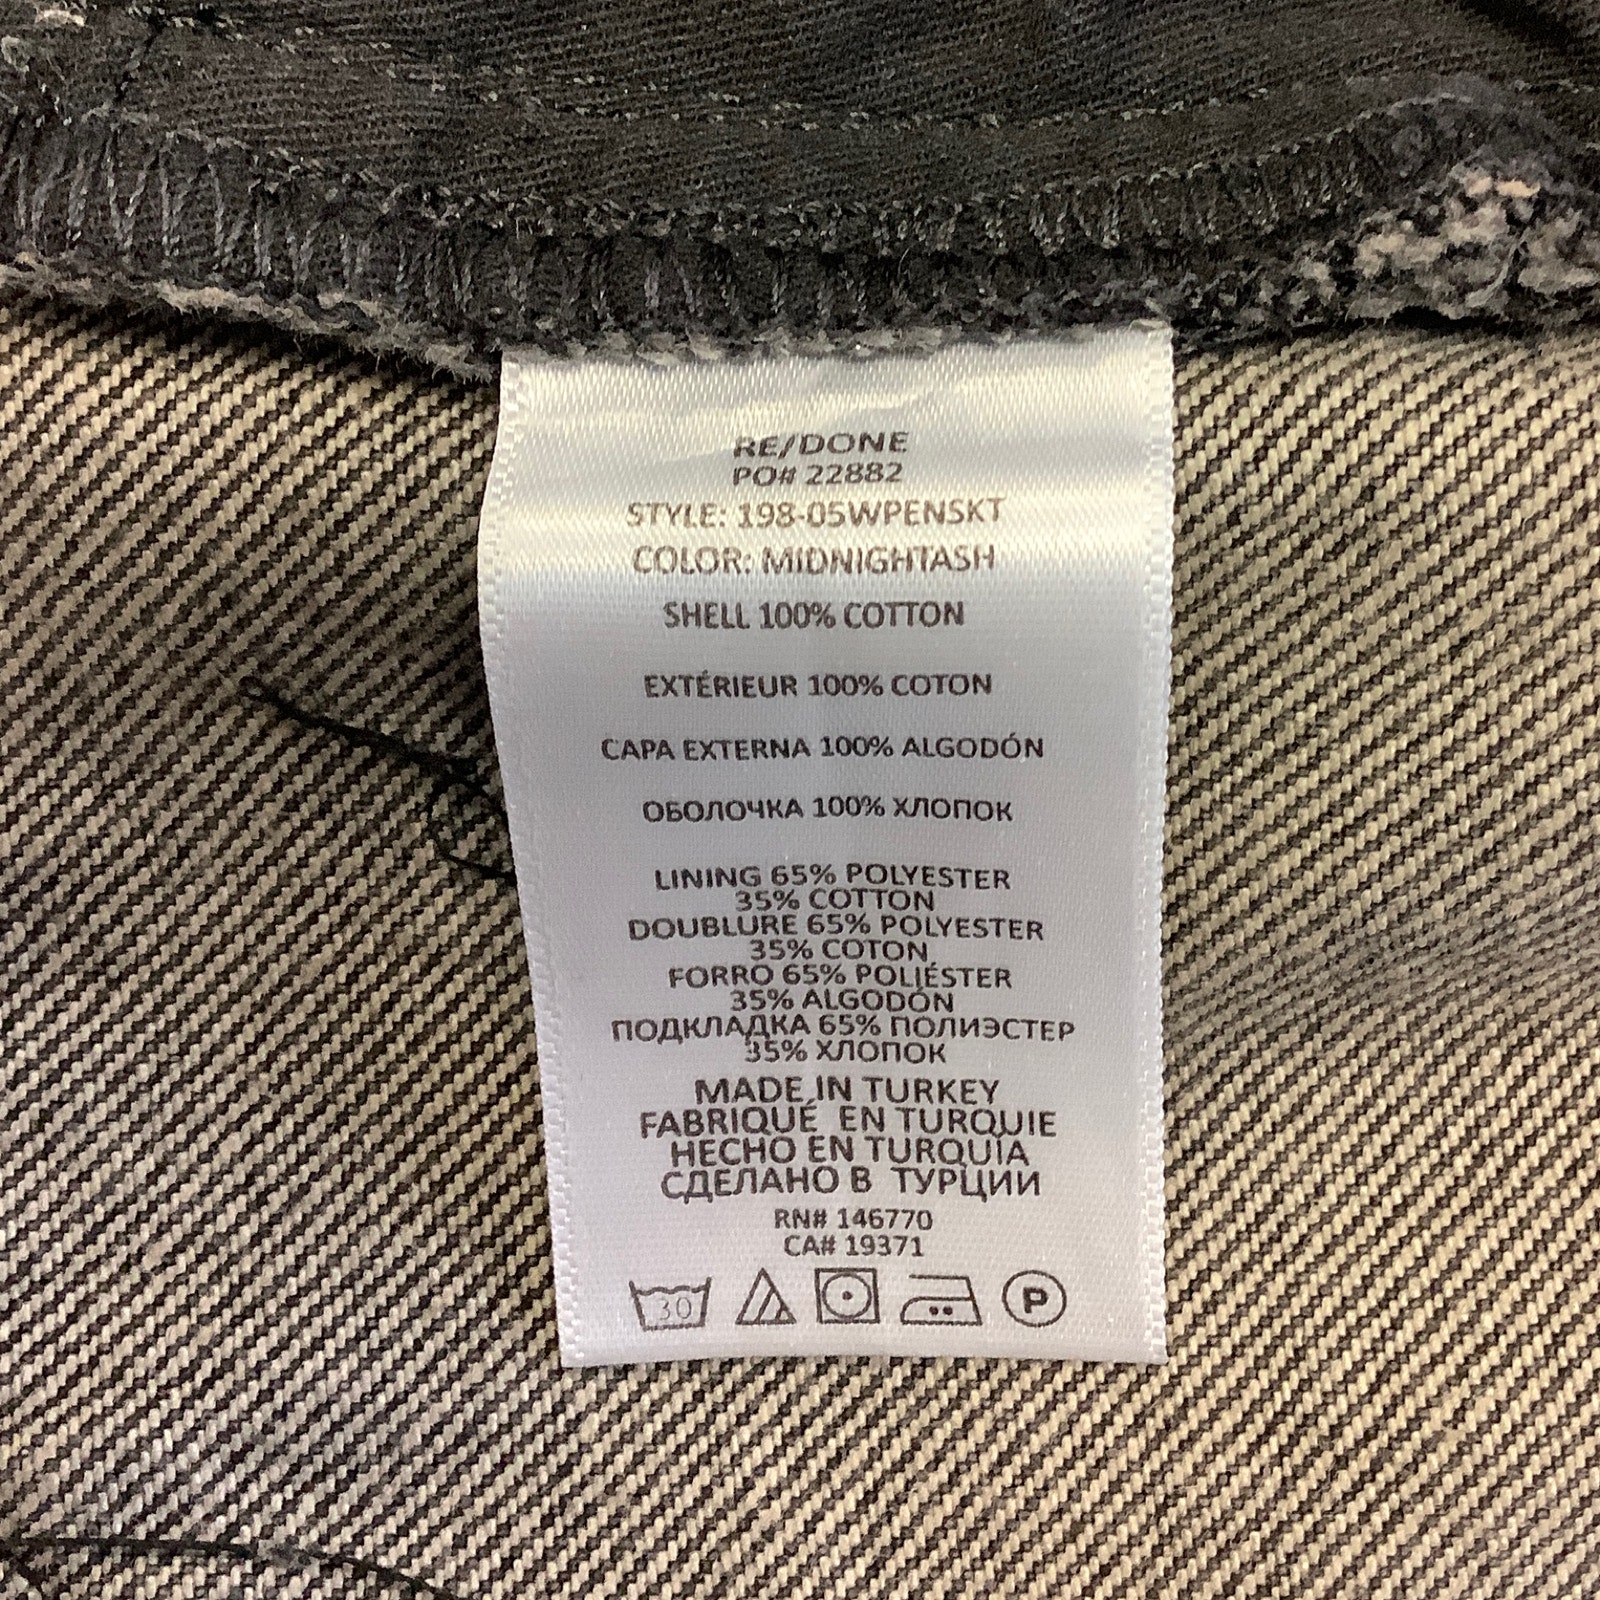 RE/DONE
PO# 22882
STYLE: 198-05WPENSKT
COLOR: MIDNIGHTASH
SHELL 100% COTTON
EXTÉRIEUR 100% COTON
CAPA EXTERNA 100% ALGODÓN
ОБОЛОЧКА 100% ХЛОПОК
LINING 65% POLYESTER
35% COTTON
DOUBLURE 65% POLYESTER
35% COTON
FORRO 65% POLIÉSTER
35% ALGODÓN
ПОДКЛАДКА 65% ПОЛИЭСТЕР
35% ХЛОПОК
MADE IN TURKEY
FABRIQUÉ EN TURQUIE
HECHO EN TURQUÍA
СДЕЛАНО В ТУРЦИИ
RN# 146770
CA# 19371
30 P